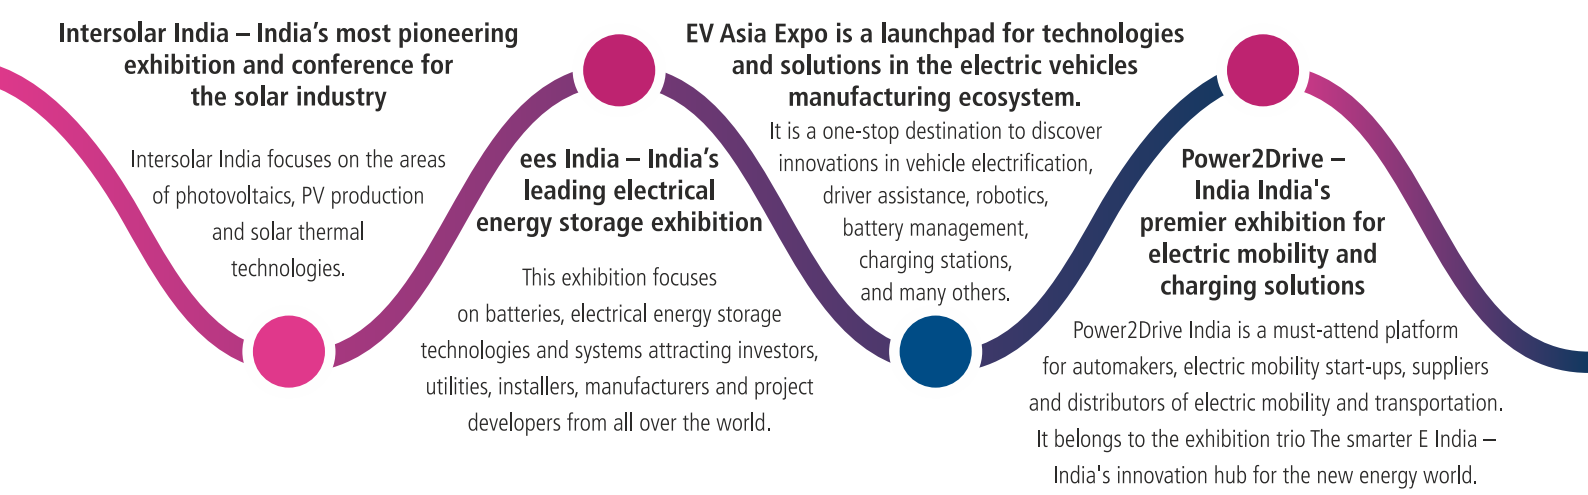 Intersolar India – India's most pioneering
exhibition and conference for
the solar industry
Intersolar India focuses on the areas
of photovoltaics, PV production
and solar thermal
technologies.
ees India – India's
leading electrical
energy storage exhibition
This exhibition focuses
on batteries, electrical energy storage
technologies and systems attracting investors,
utilities, installers, manufacturers and project
developers from all over the world.
EV Asia Expo is a launchpad for technologies
and solutions in the electric vehicles
manufacturing ecosystem.
It is a one-stop destination to discover
innovations in vehicle electrification,
driver assistance, robotics,
battery management,
charging stations,
and many others.
Power2Drive –
India India's
premier exhibition for
electric mobility and
charging solutions
Power2Drive India is a must-attend platform
for automakers, electric mobility start-ups, suppliers
and distributors of electric mobility and transportation.
It belongs to the exhibition trio The smarter E India –
India's innovation hub for the new energy world.